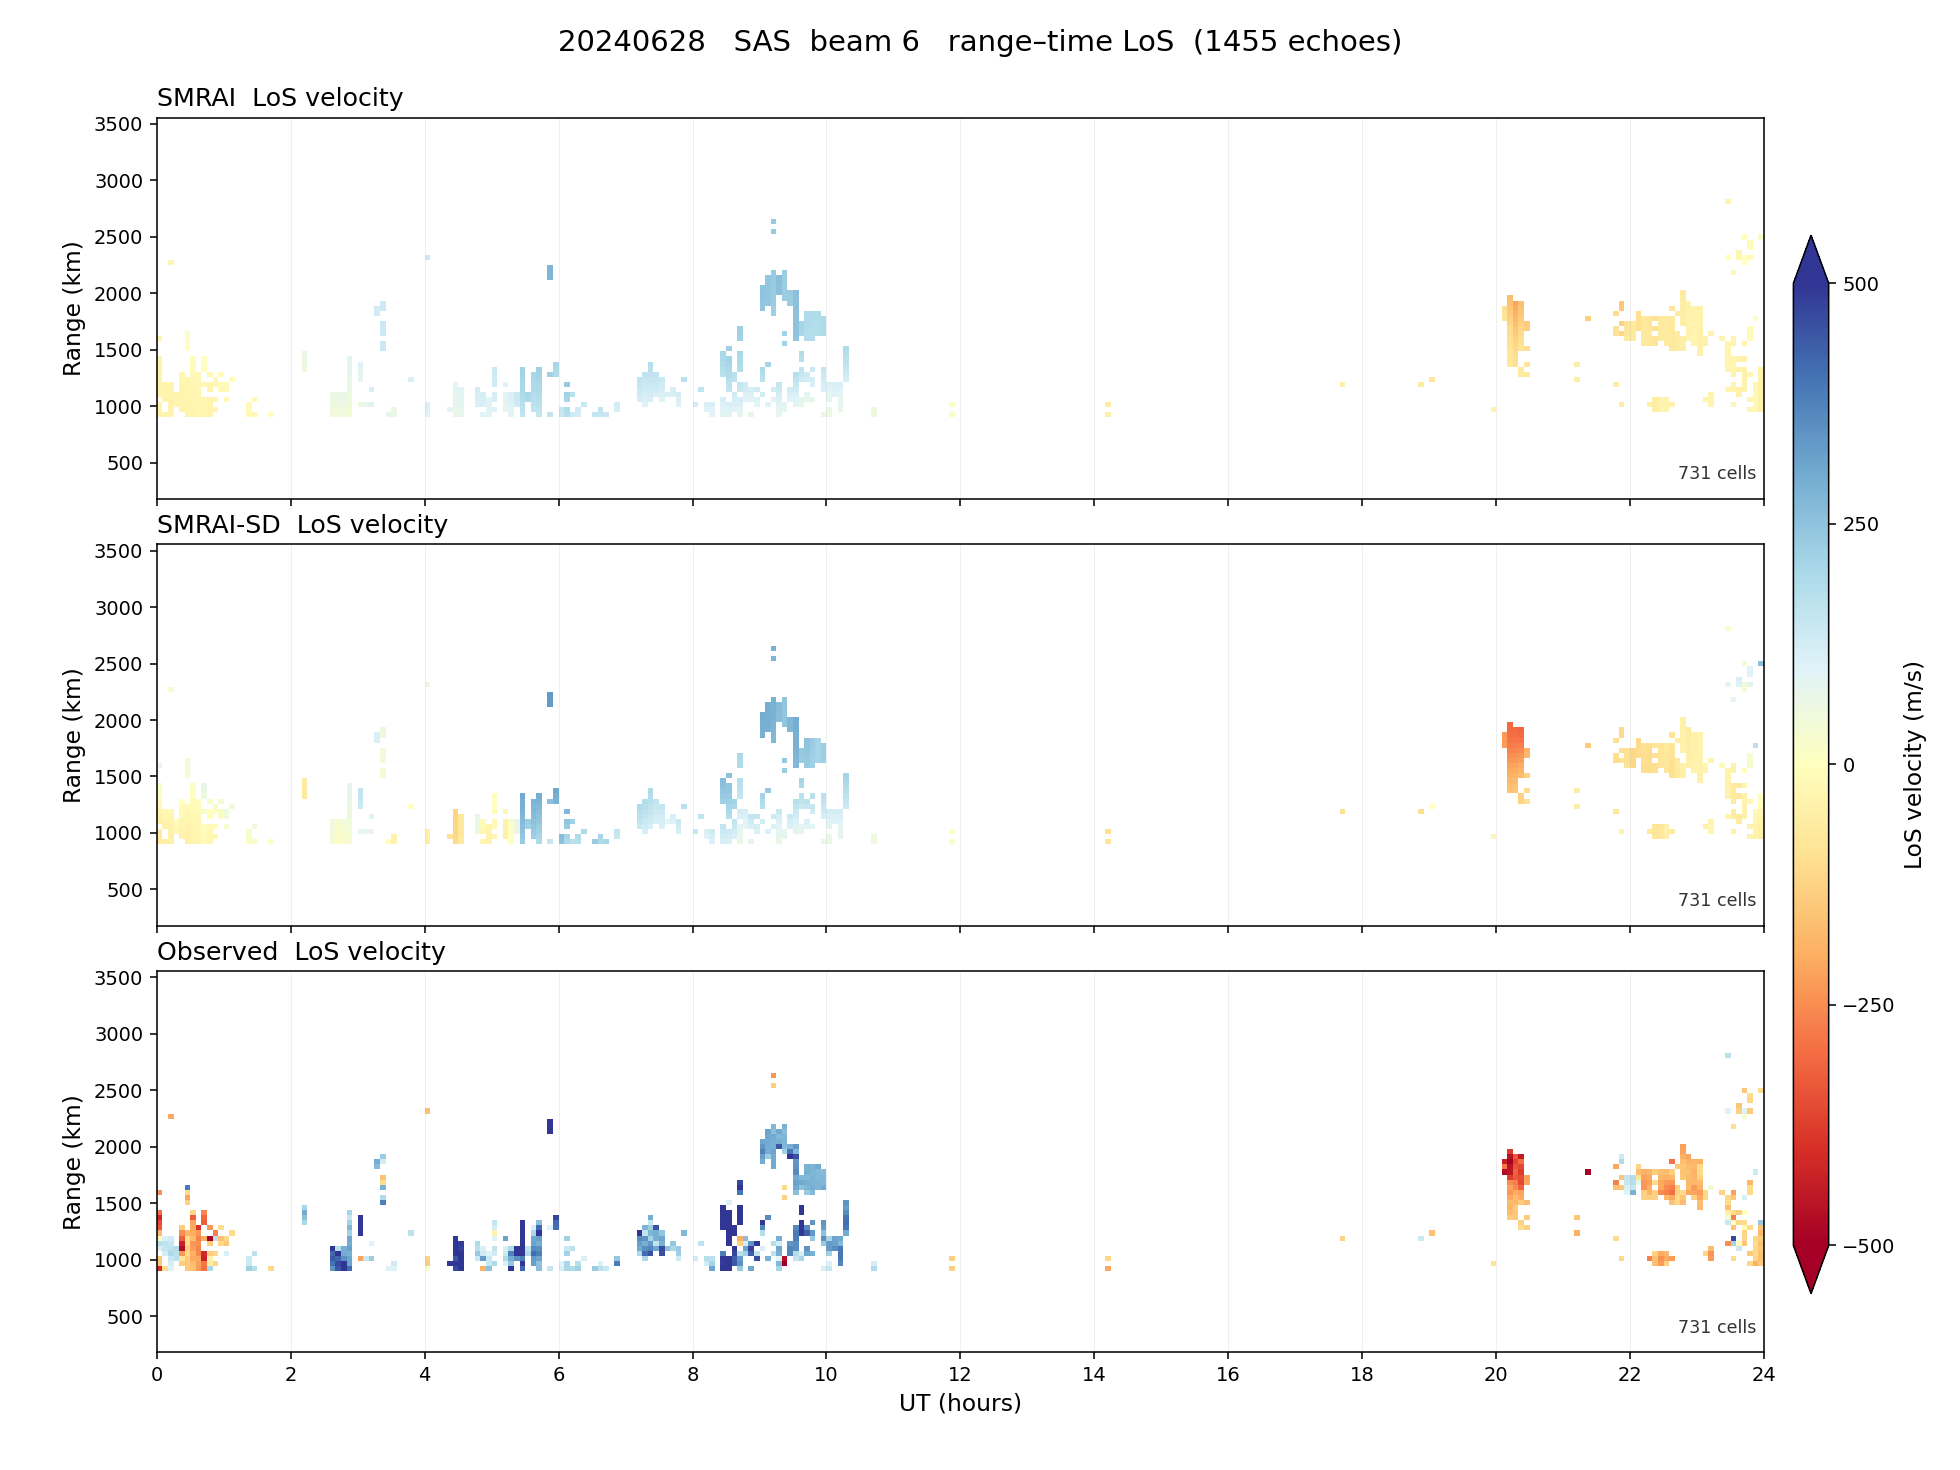 20240628   SAS  beam 6   range–time LoS  (1455 echoes)
SMRAI  LoS velocity
3500
3000
2500
2000
1500
1000
500
Range (km)
731 cells
SMRAI-SD  LoS velocity
3500
3000
2500
2000
1500
1000
500
Range (km)
731 cells
Observed  LoS velocity
3500
3000
2500
2000
1500
1000
500
Range (km)
731 cells
0 2 4 6 8 10 12 14 16 18 20 22 24
UT (hours)
500
250
0
−250
−500
LoS velocity (m/s)